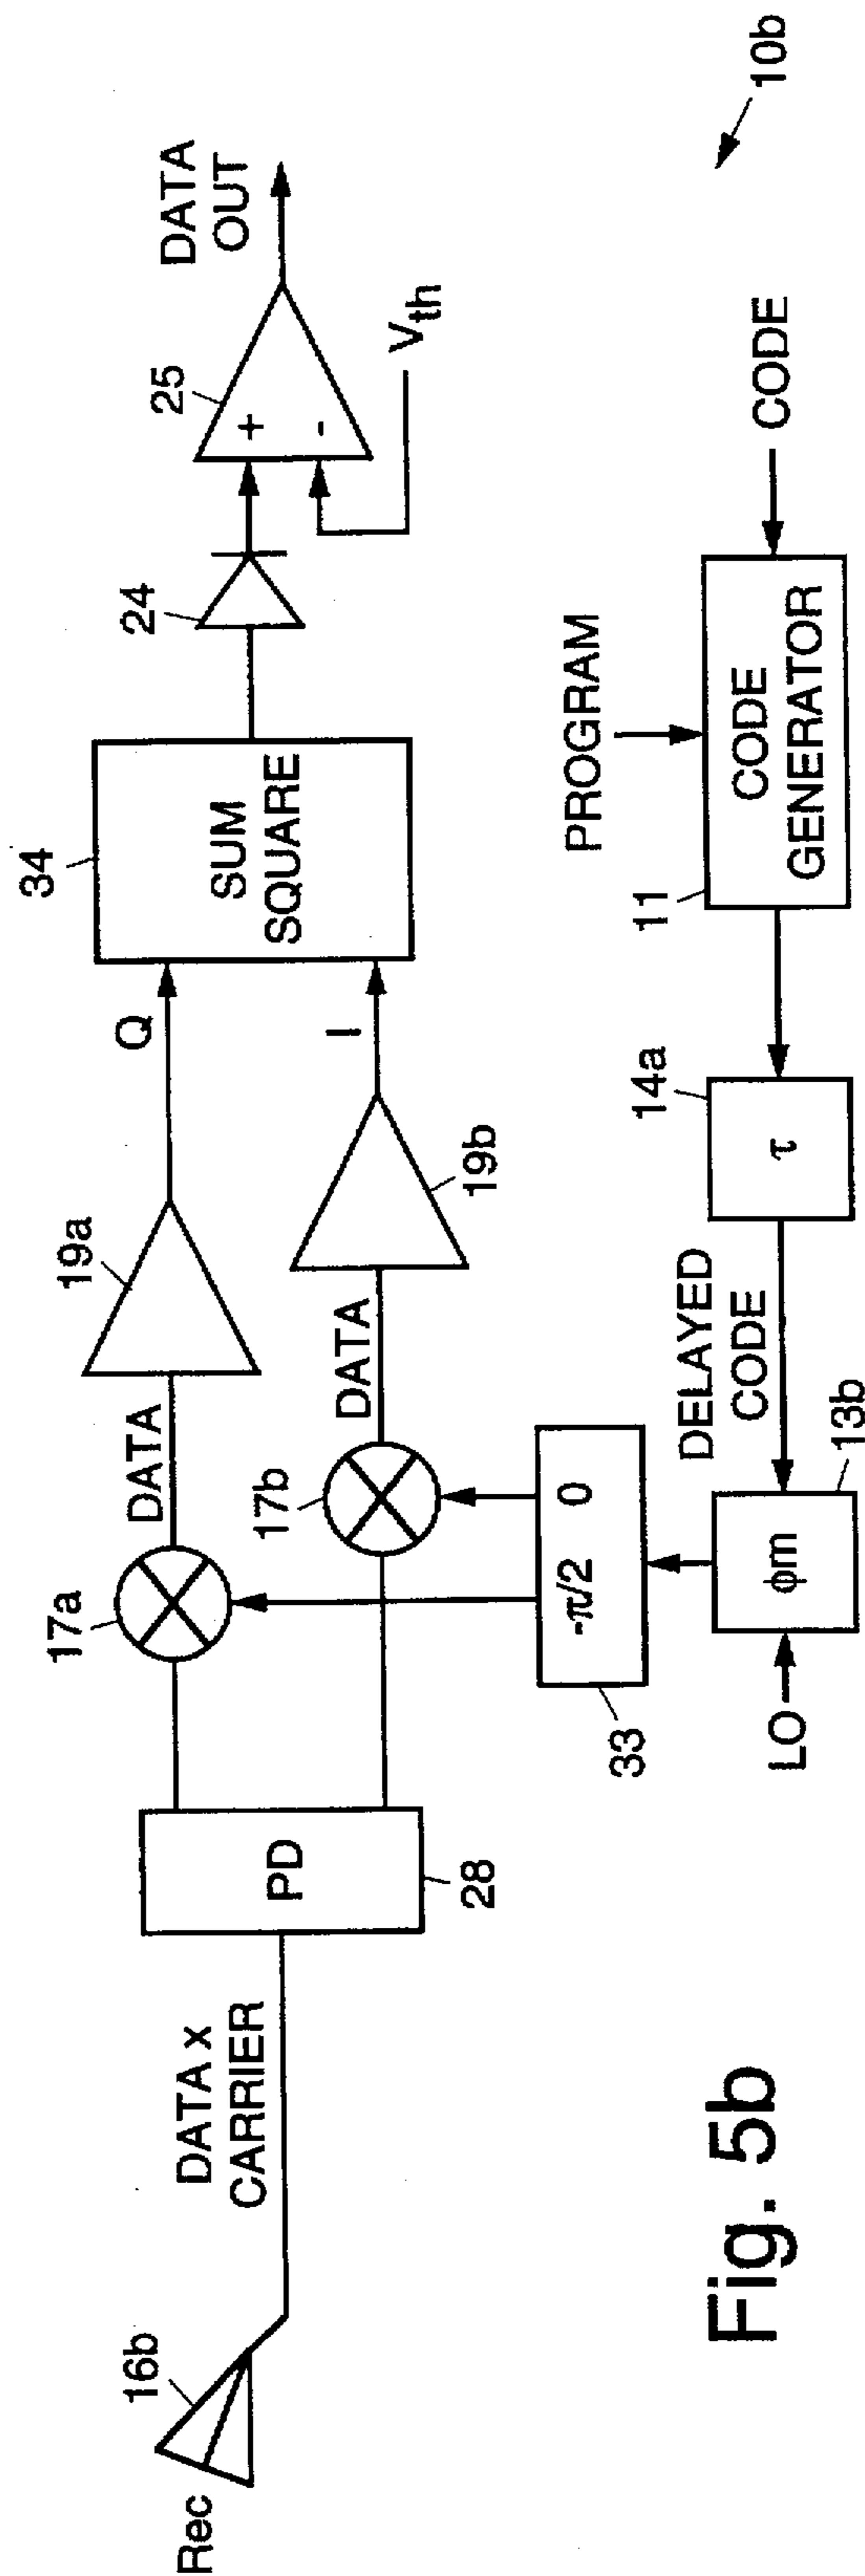 Rec
16b
DATA x
CARRIER
PD
28
17a
DATA
19a
Q
17b
DATA
19b
I
34
SUM
SQUARE
24
25
+
-
Vth
DATA
OUT
33
-π/2 0
LO
φm
13b
DELAYED
CODE
τ
14a
11
CODE
GENERATOR
PROGRAM
CODE
10b
Fig. 5b